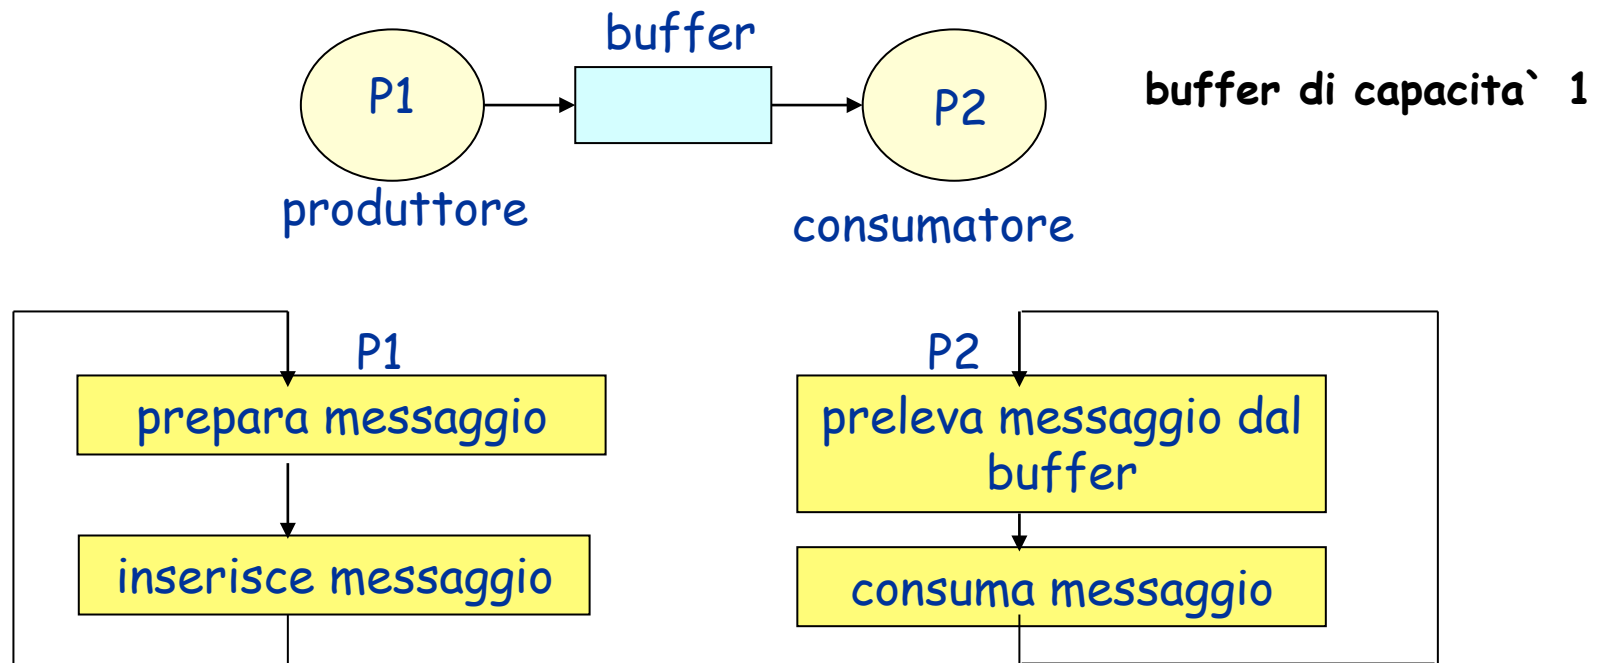 buffer
P1
P2
buffer di capacita` 1
produttore
consumatore
P1
prepara messaggio
inserisce messaggio
P2
preleva messaggio dal
buffer
consuma messaggio